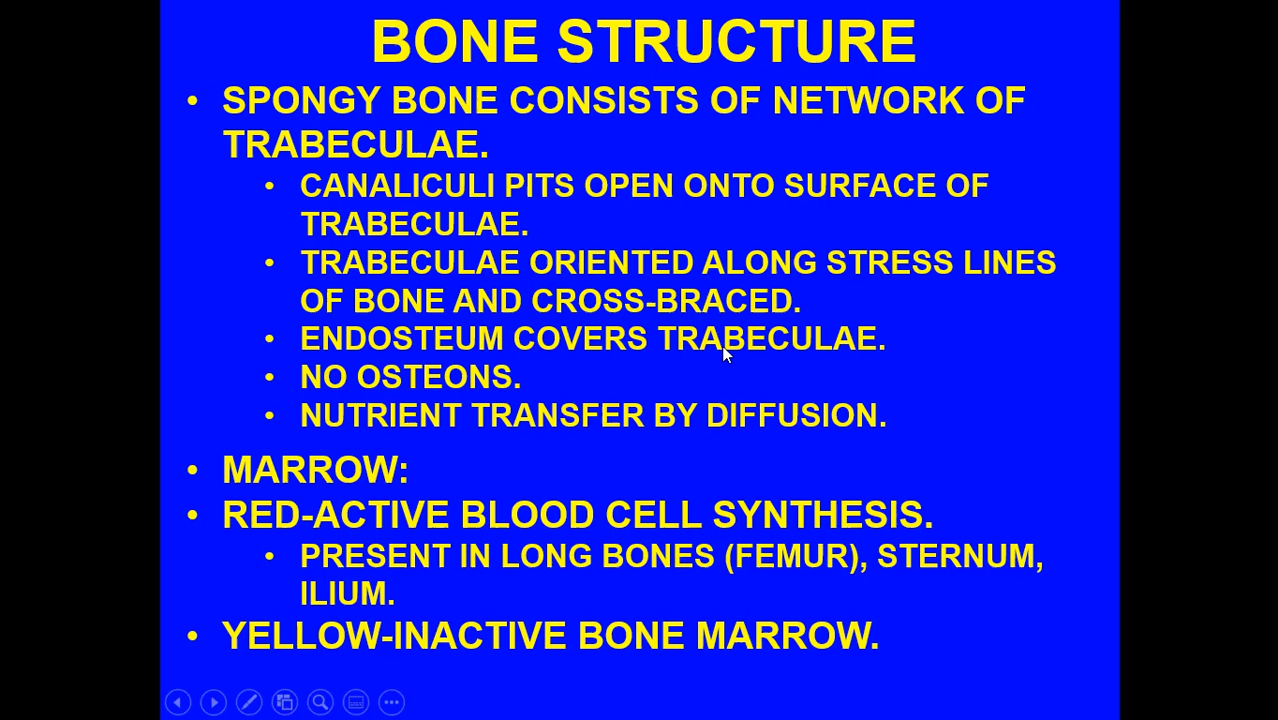 BONE STRUCTURE
• SPONGY BONE CONSISTS OF NETWORK OF
TRABECULAE.
• CANALICULI PITS OPEN ONTO SURFACE OF
TRABECULAE.
• TRABECULAE ORIENTED ALONG STRESS LINES
OF BONE AND CROSS-BRACED.
• ENDOSTEUM COVERS TRABECULAE.
• NO OSTEONS.
• NUTRIENT TRANSFER BY DIFFUSION.
• MARROW:
• RED-ACTIVE BLOOD CELL SYNTHESIS.
• PRESENT IN LONG BONES (FEMUR), STERNUM,
ILIUM.
• YELLOW-INACTIVE BONE MARROW.